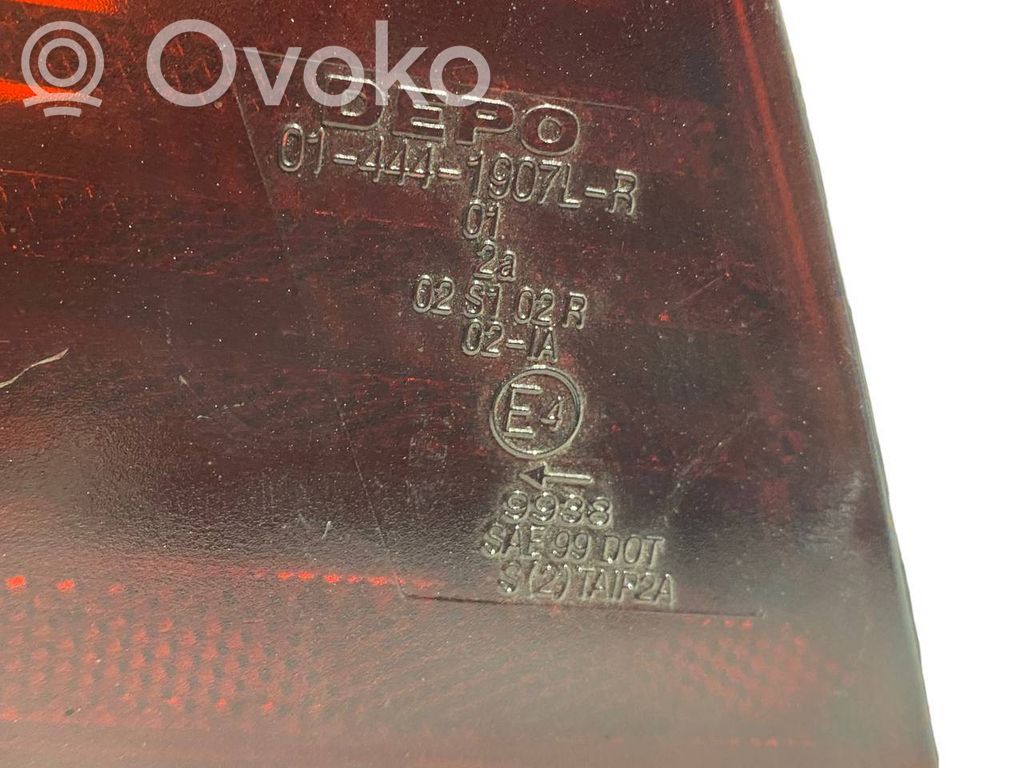 Ovoko
DEPO
01-444-1907L-R
01
2a
02 S1 02 R
02-IA
E4
9938
SAE 99 DOT
S(2)TAIP2A